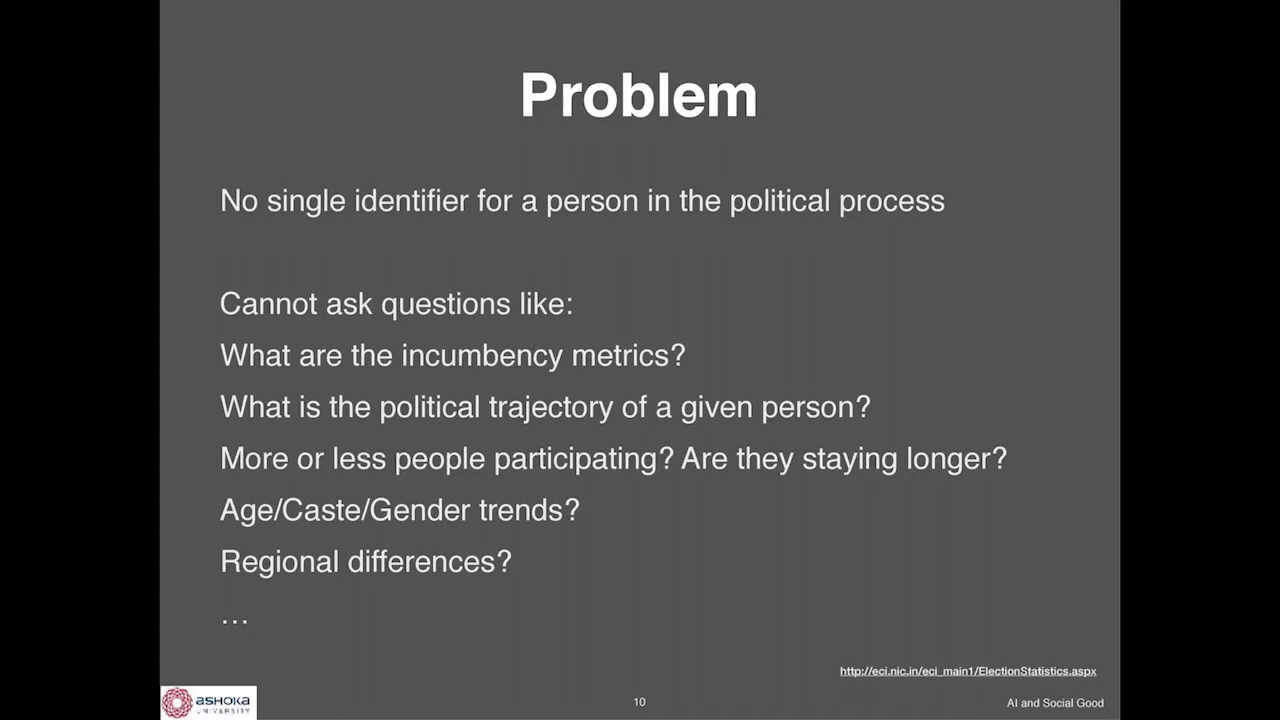 Problem
No single identifier for a person in the political process
Cannot ask questions like:
What are the incumbency metrics?
What is the political trajectory of a given person?
More or less people participating? Are they staying longer?
Age/Caste/Gender trends?
Regional differences?
…
http://eci.nic.in/eci_main1/ElectionStatistics.aspx
ASHOKA
UNIVERSITY
10
AI and Social Good